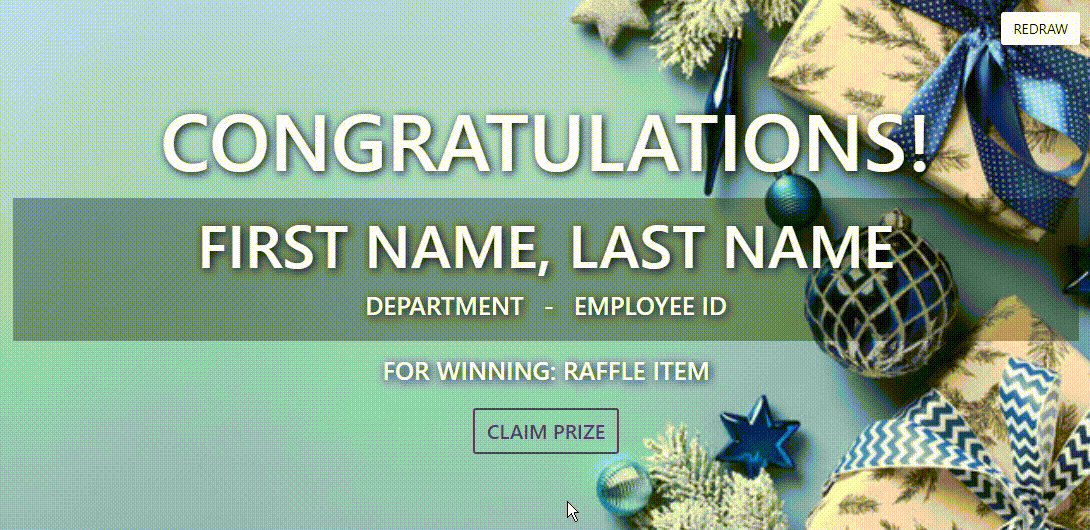 REDRAW
CONGRATULATIONS!
FIRST NAME, LAST NAME
DEPARTMENT - EMPLOYEE ID
FOR WINNING: RAFFLE ITEM
CLAIM PRIZE